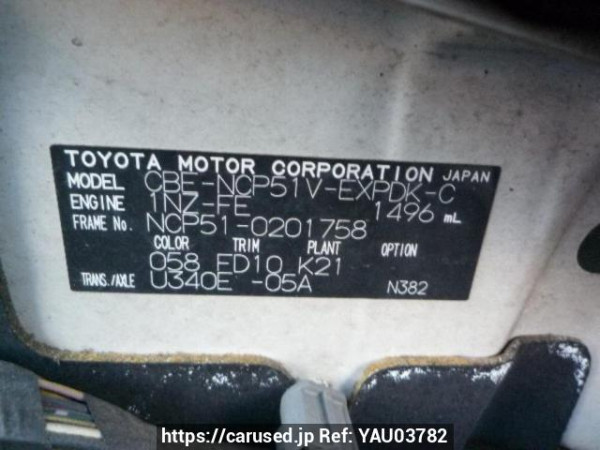 TOYOTA MOTOR CORPORATION JAPAN
MODEL CBE-NCP51V-EXPDK-C
ENGINE 1NZ-FE 1496 mL
FRAME No. NCP51-0201758
COLOR TRIM PLANT OPTION
058 FD10 K21
TRANS./AXLE U340E -05A N382
https://carused.jp Ref: YAU03782